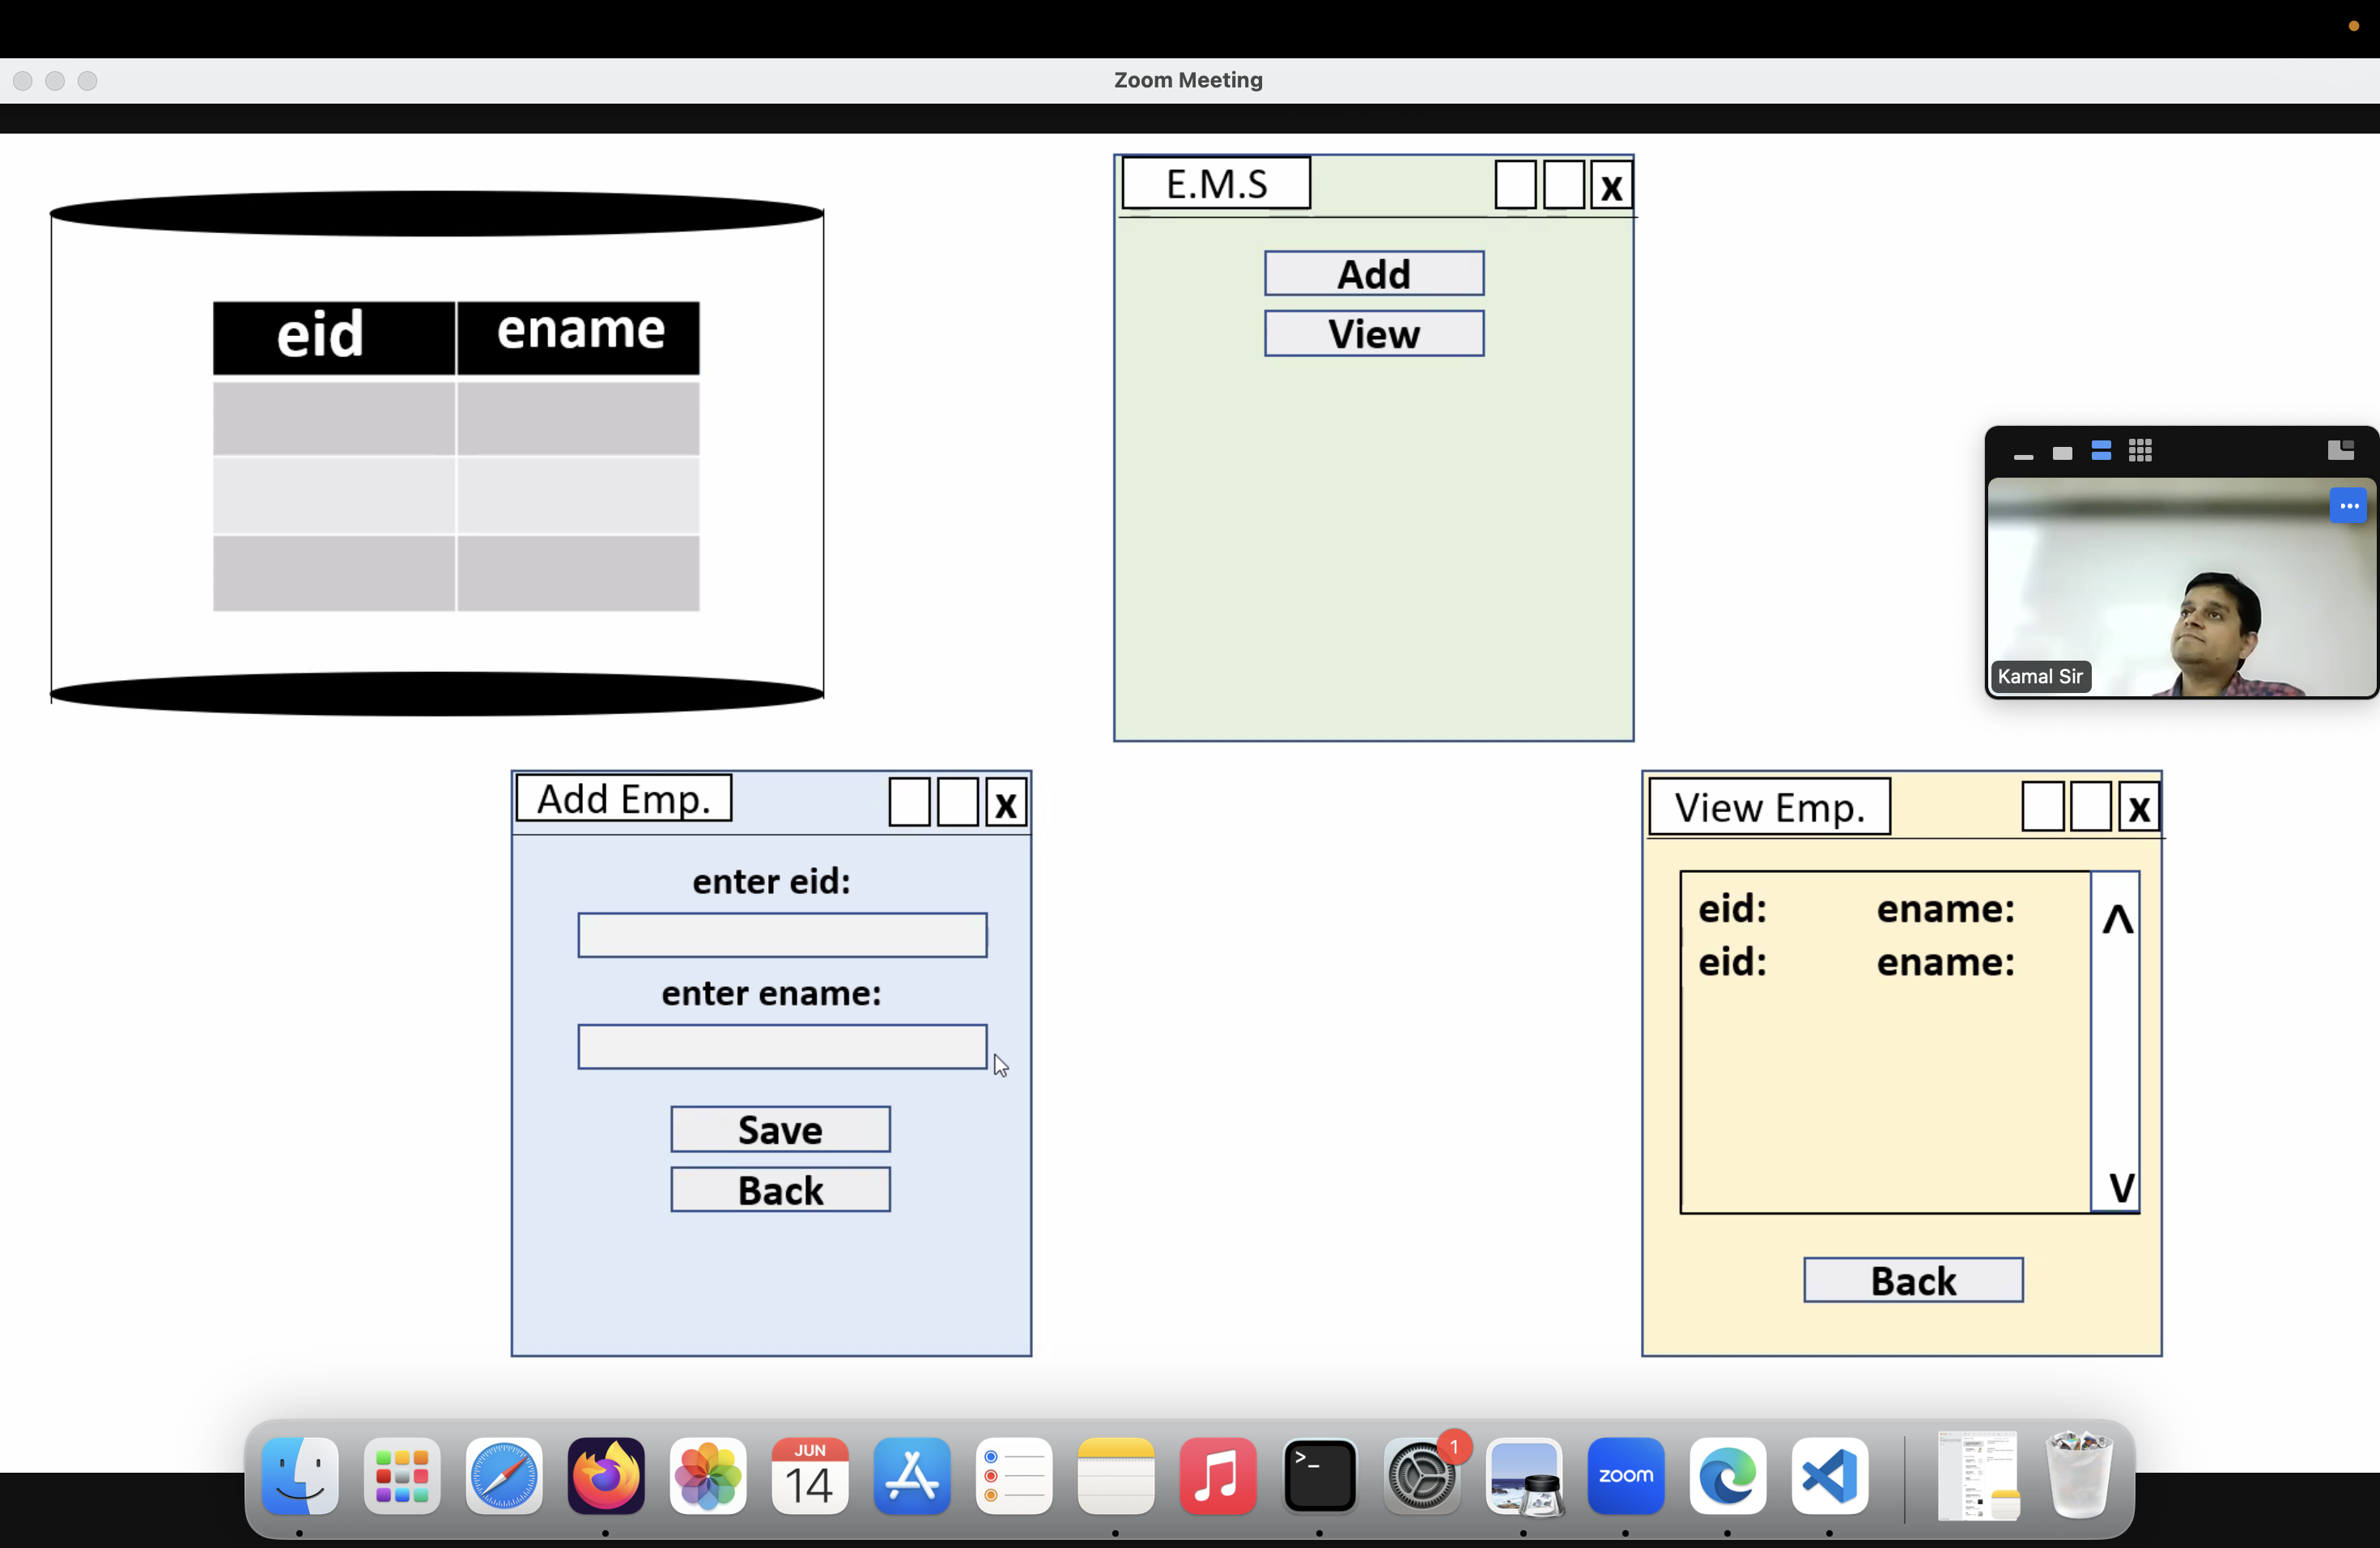 Zoom Meeting
E.M.S
X
Add
View
eid ename
Kamal Sir
Add Emp.
X
enter eid:
enter ename:
Save
Back
View Emp.
X
eid: ename:
eid: ename:
Back
JUN
14
>_
1
zoom